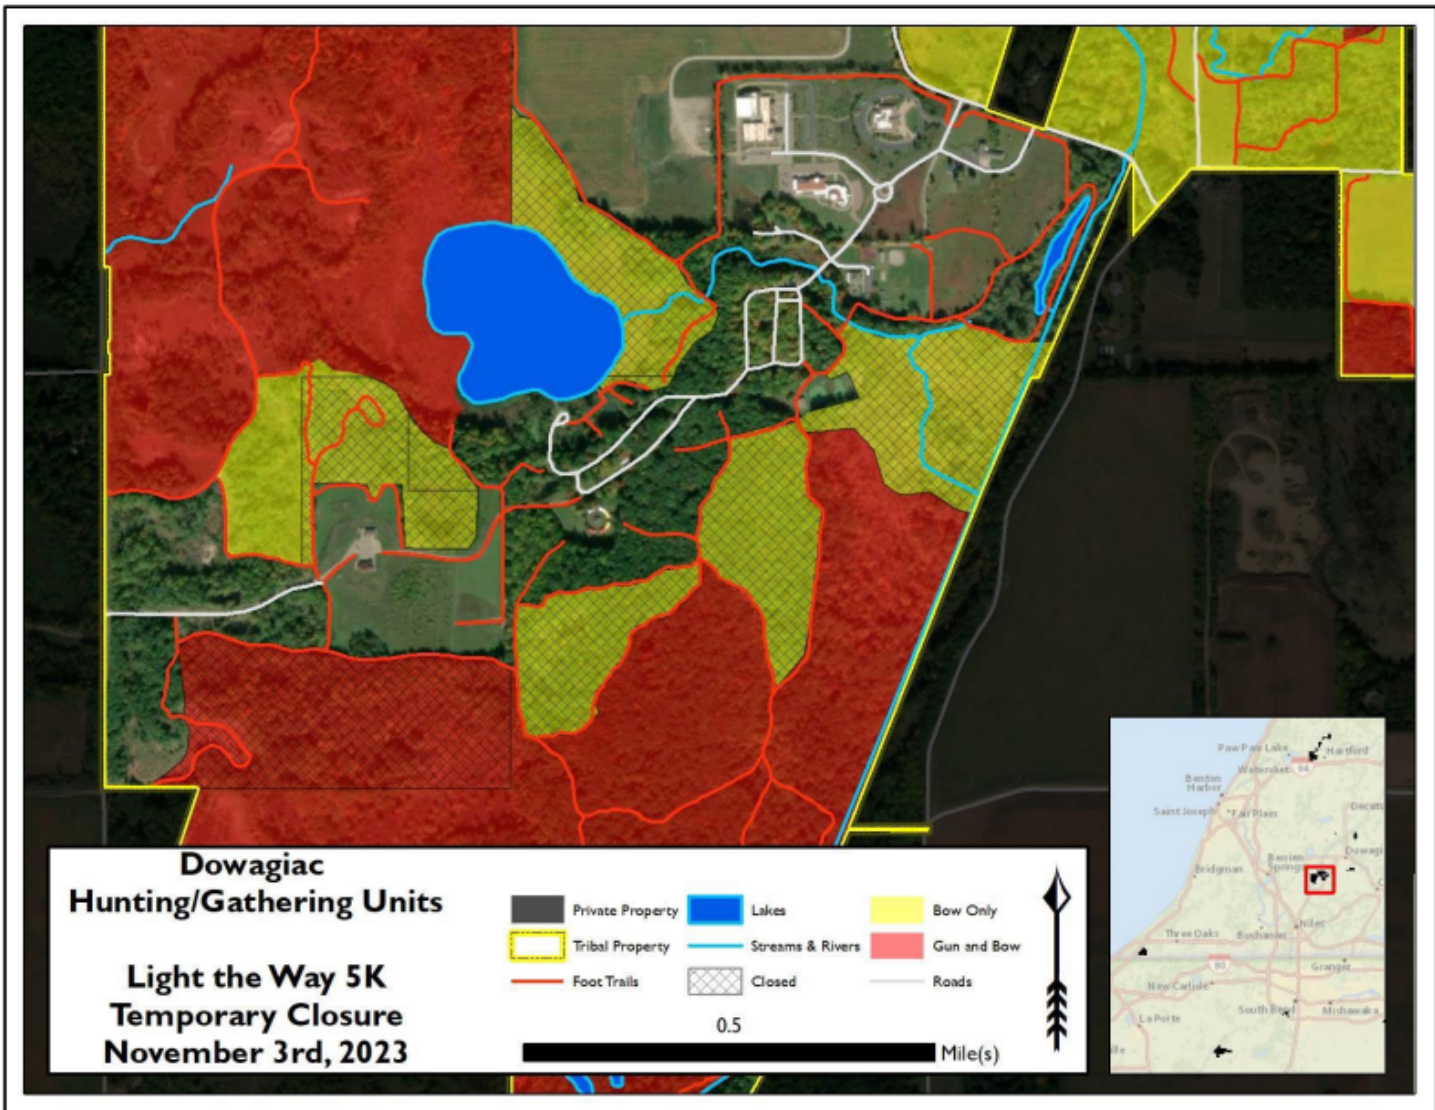 Paw Paw Lake
Hartford
Watervliet
94
Benton
Harbor
Decatu
Saint Joseph
Fair Plain
Dowagi
Berrien
Springs
Bridgman
C
Niles
Three Oaks
Buchanan
80
Granger
New Carlisle
South Bend
Mishawaka
La Porte
ille
Dowagiac
Hunting/Gathering Units
Light the Way 5K
Temporary Closure
November 3rd, 2023
Private Property
Lakes
Bow Only
Tribal Property
Streams & Rivers
Gun and Bow
Foot Trails
Closed
Roads
0.5
Mile(s)